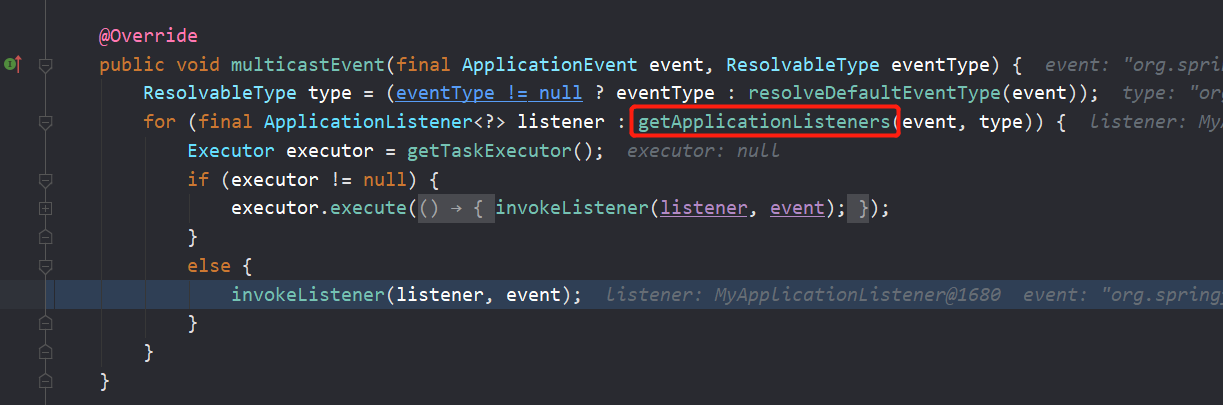 @Override
public void multicastEvent(final ApplicationEvent event, ResolvableType eventType) { event: "org.spring
ResolvableType type = (eventType != null ? eventType : resolveDefaultEventType(event)); type: "org
for (final ApplicationListener<?> listener : getApplicationListeners(event, type)) { listener: MyA
Executor executor = getTaskExecutor(); executor: null
if (executor != null) {
executor.execute(() → { invokeListener(listener, event); });
}
else {
invokeListener(listener, event); listener: MyApplicationListener@1680 event: "org.spring
}
}
}